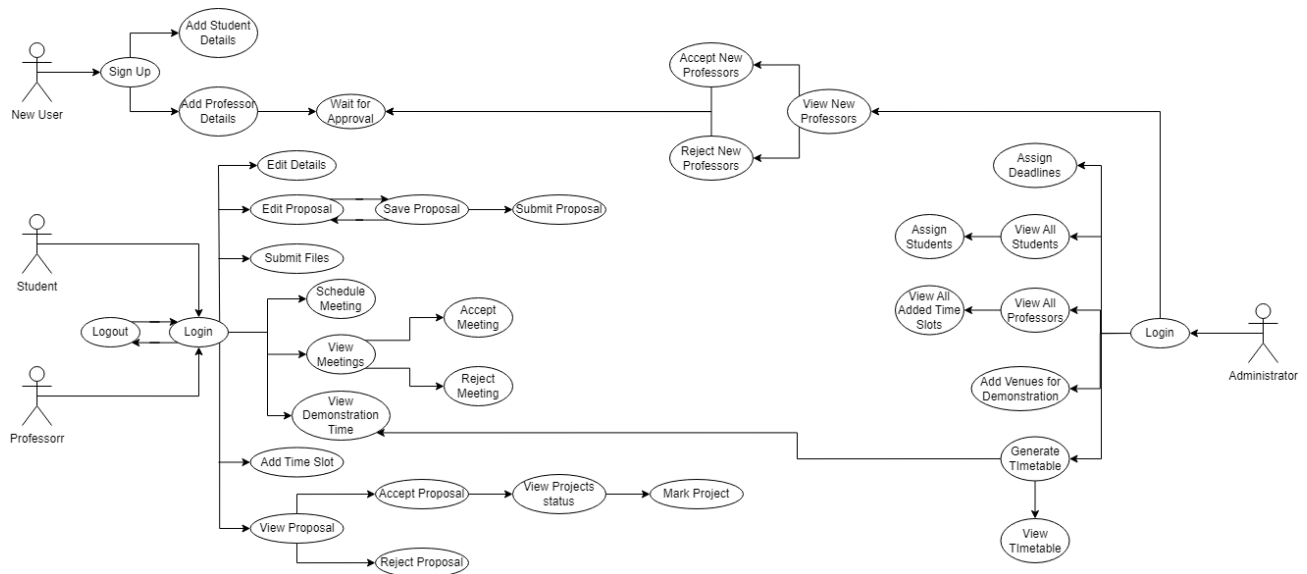 Add Student
Details
Sign Up
New User
Add Professor
Details
Wait for
Approval
Accept New
Professors
View New
Professors
Reject New
Professors
Edit Details
Edit Proposal
Save Proposal
Submit Proposal
Submit Files
Student
Schedule
Meeting
Logout
Login
View
Meetings
Accept
Meeting
Reject
Meeting
View
Demonstration
Time
Professorr
Add Time Slot
View Proposal
Accept Proposal
View Projects
status
Mark Project
Reject Proposal
Assign
Deadlines
Assign
Students
View All
Students
View All
Added Time
Slots
View All
Professors
Login
Administrator
Add Venues for
Demonstration
Generate
TImetable
View
TImetable